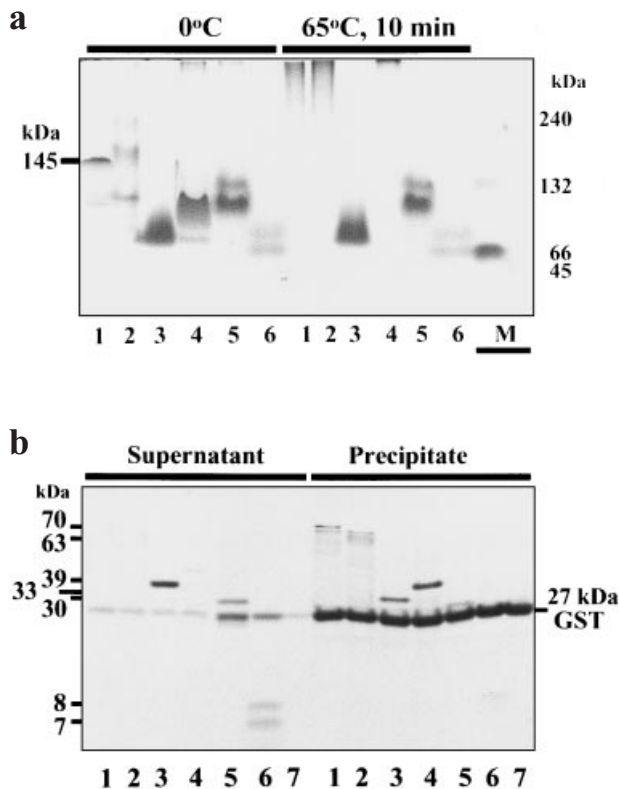 a
0°C 65°C, 10 min
kDa
kDa
240
145
132
66
45
1 2 3 4 5 6 1 2 3 4 5 6 M
b
Supernatant Precipitate
kDa
70
63
39
33
30
27 kDa
GST
8
7
1 2 3 4 5 6 7 1 2 3 4 5 6 7